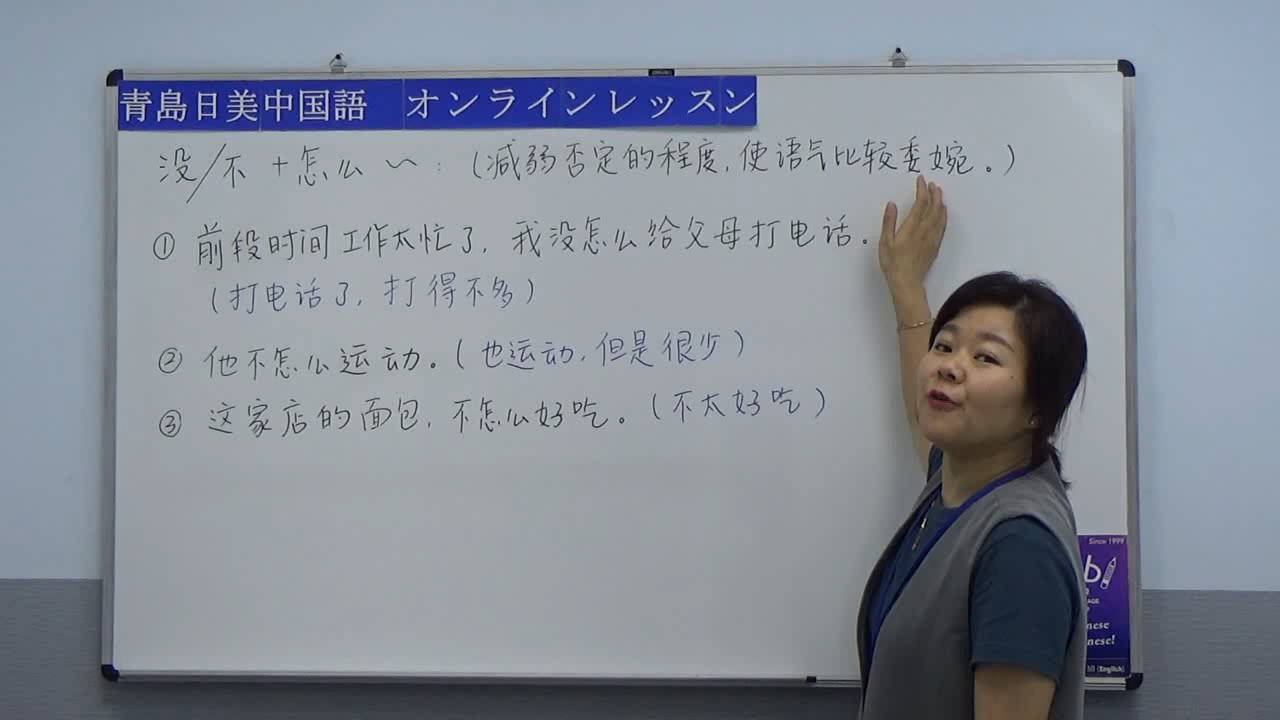 青島日美中国語 オンラインレッスン
没/不 + 怎么～：(减弱否定的程度，使语气比较委婉。)
① 前段时间工作太忙了，我没怎么给父母打电话。
(打电话了，打得不多)
② 他不怎么运动。(也运动，但是很少)
③ 这家店的面包，不怎么好吃。(不太好吃)
Since 1999